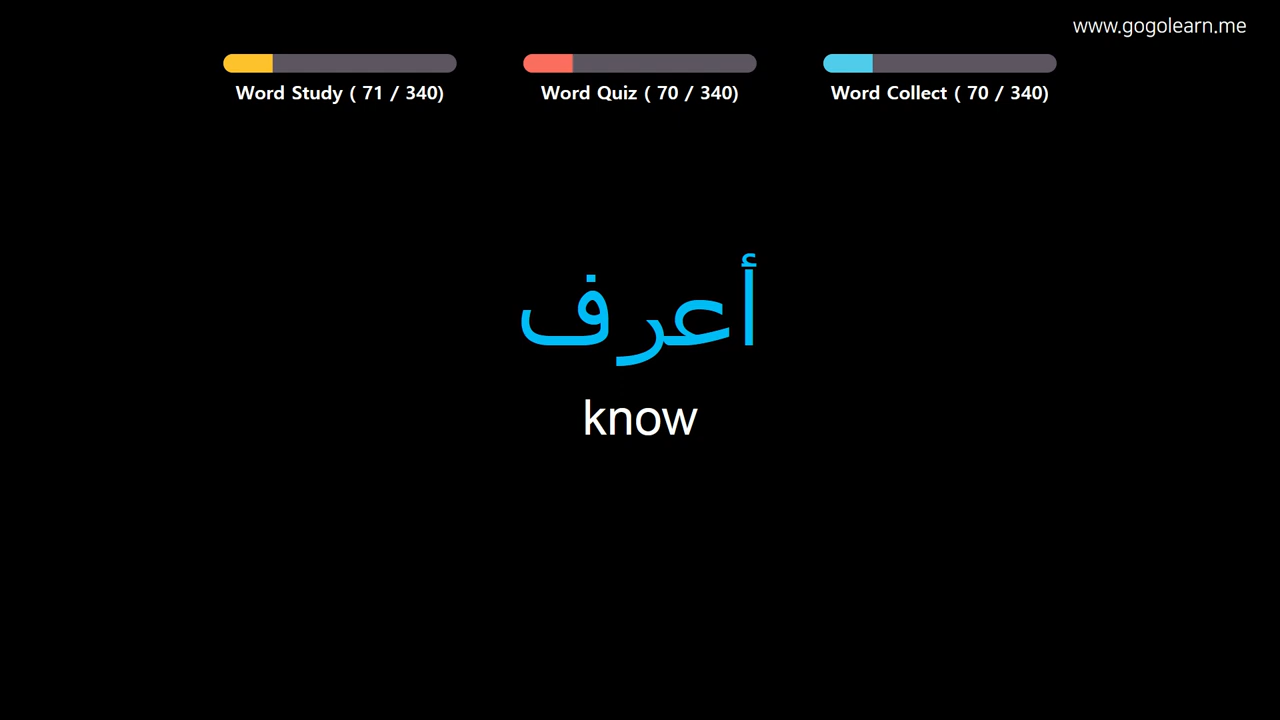 www.gogolearn.me
Word Study ( 71 / 340)
Word Quiz ( 70 / 340)
Word Collect ( 70 / 340)
أعرف
know